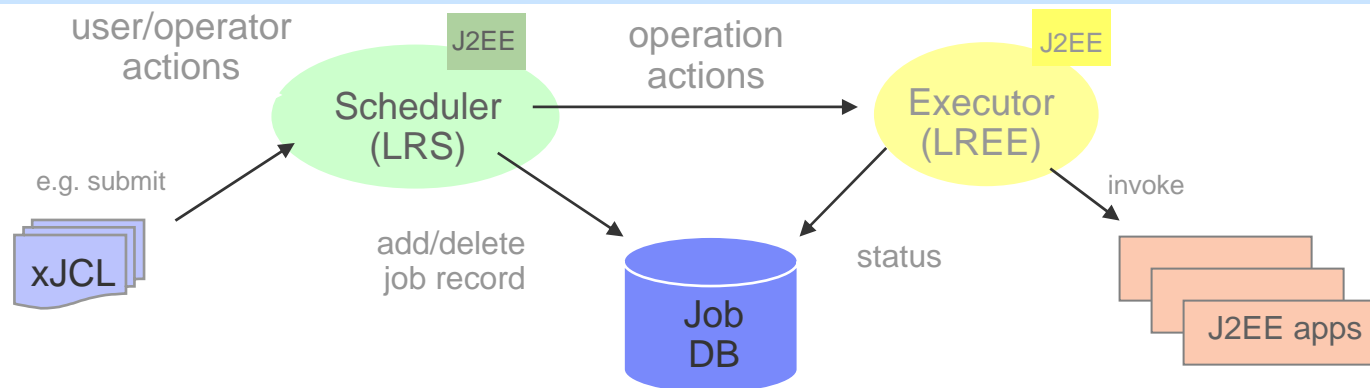 user/operator
actions
J2EE
operation
actions
J2EE
Scheduler
(LRS)
Executor
(LREE)
e.g. submit
invoke
xJCL
add/delete
job record
status
Job
DB
J2EE apps